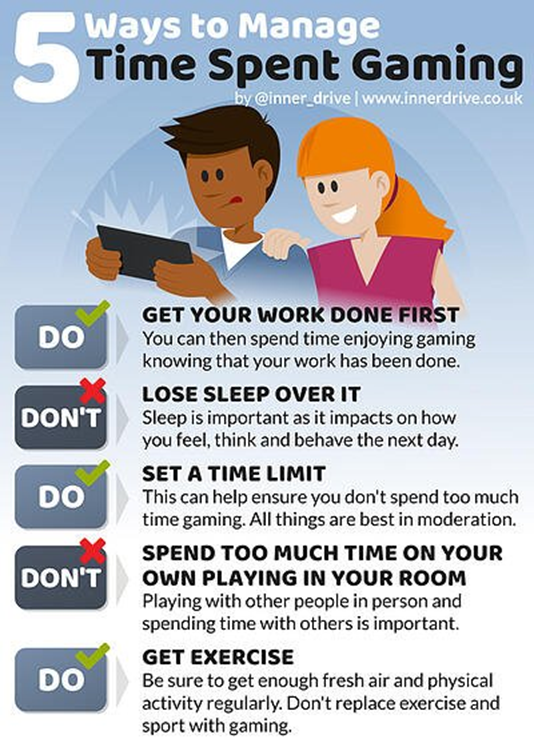 5 Ways to Manage
Time Spent Gaming
by @inner_drive | www.innerdrive.co.uk
DO
GET YOUR WORK DONE FIRST
You can then spend time enjoying gaming
knowing that your work has been done.
DON'T
LOSE SLEEP OVER IT
Sleep is important as it impacts on how
you feel, think and behave the next day.
DO
SET A TIME LIMIT
This can help ensure you don't spend too much
time gaming. All things are best in moderation.
DON'T
SPEND TOO MUCH TIME ON YOUR
OWN PLAYING IN YOUR ROOM
Playing with other people in person and
spending time with others is important.
DO
GET EXERCISE
Be sure to get enough fresh air and physical
activity regularly. Don't replace exercise and
sport with gaming.